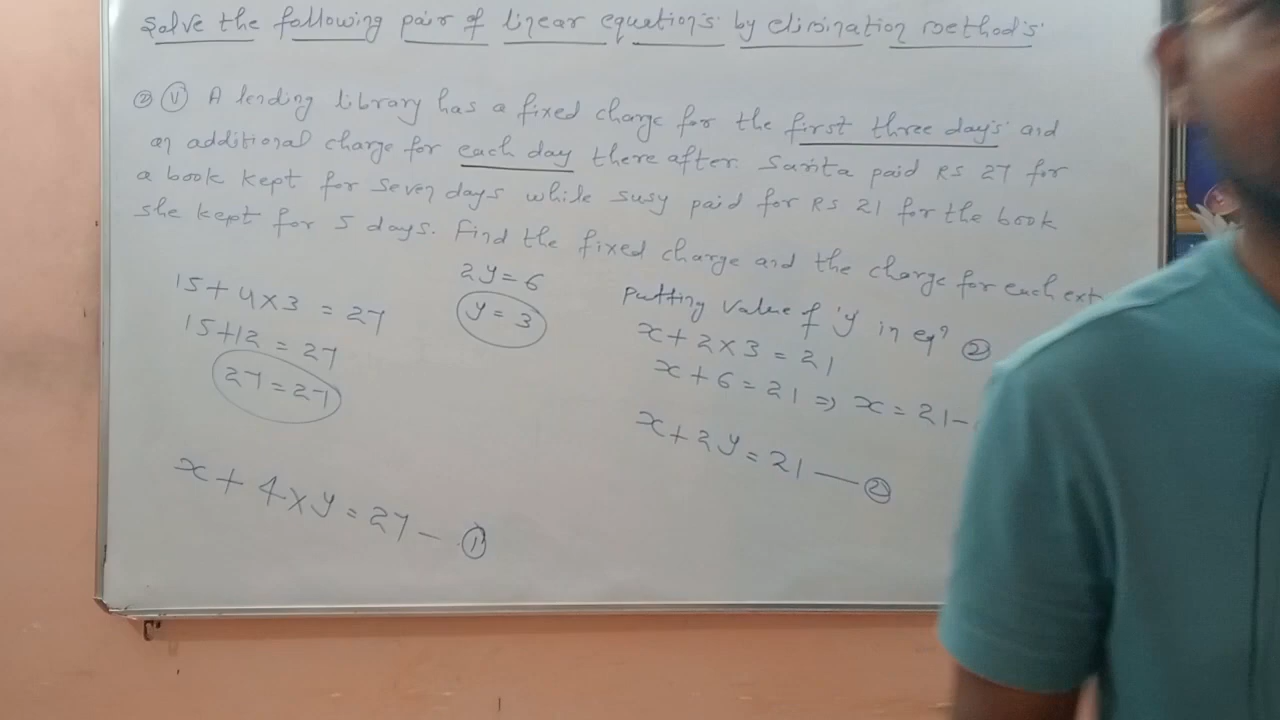 Solve the following pair of linear equations by elimination method's
② (V) A lending library has a fixed charge for the first three days and
an additional charge for each day there after. Sarita paid Rs 27 for
a book kept for seven days while susy paid for Rs 21 for the book
she kept for 5 days. Find the fixed charge and the charge for each ext
15 + 4 x 3 = 27
15 + 12 = 27
27 = 27
2y = 6
y = 3
putting value of 'y' in eqn ②
x + 2 x 3 = 21
x + 6 = 21 => x = 21 -
x + 2y = 21 — ②
x + 4 x y = 27 — ①